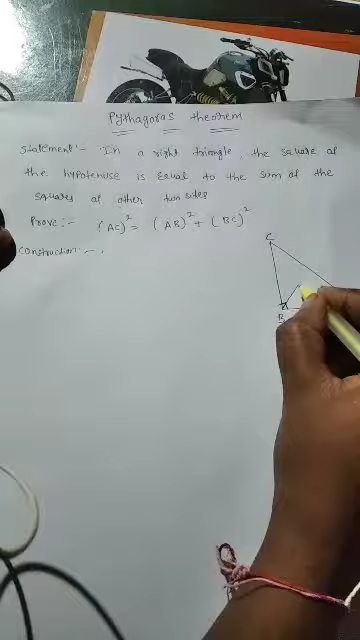 Pythagoras theorem
Statement :- In a right triangle, the square of
the hypotenuse is Equal to the sum of the
squares of other two sides
Prove :- (AC)² = (AB)² + (BC)²
Construction :-
C
B